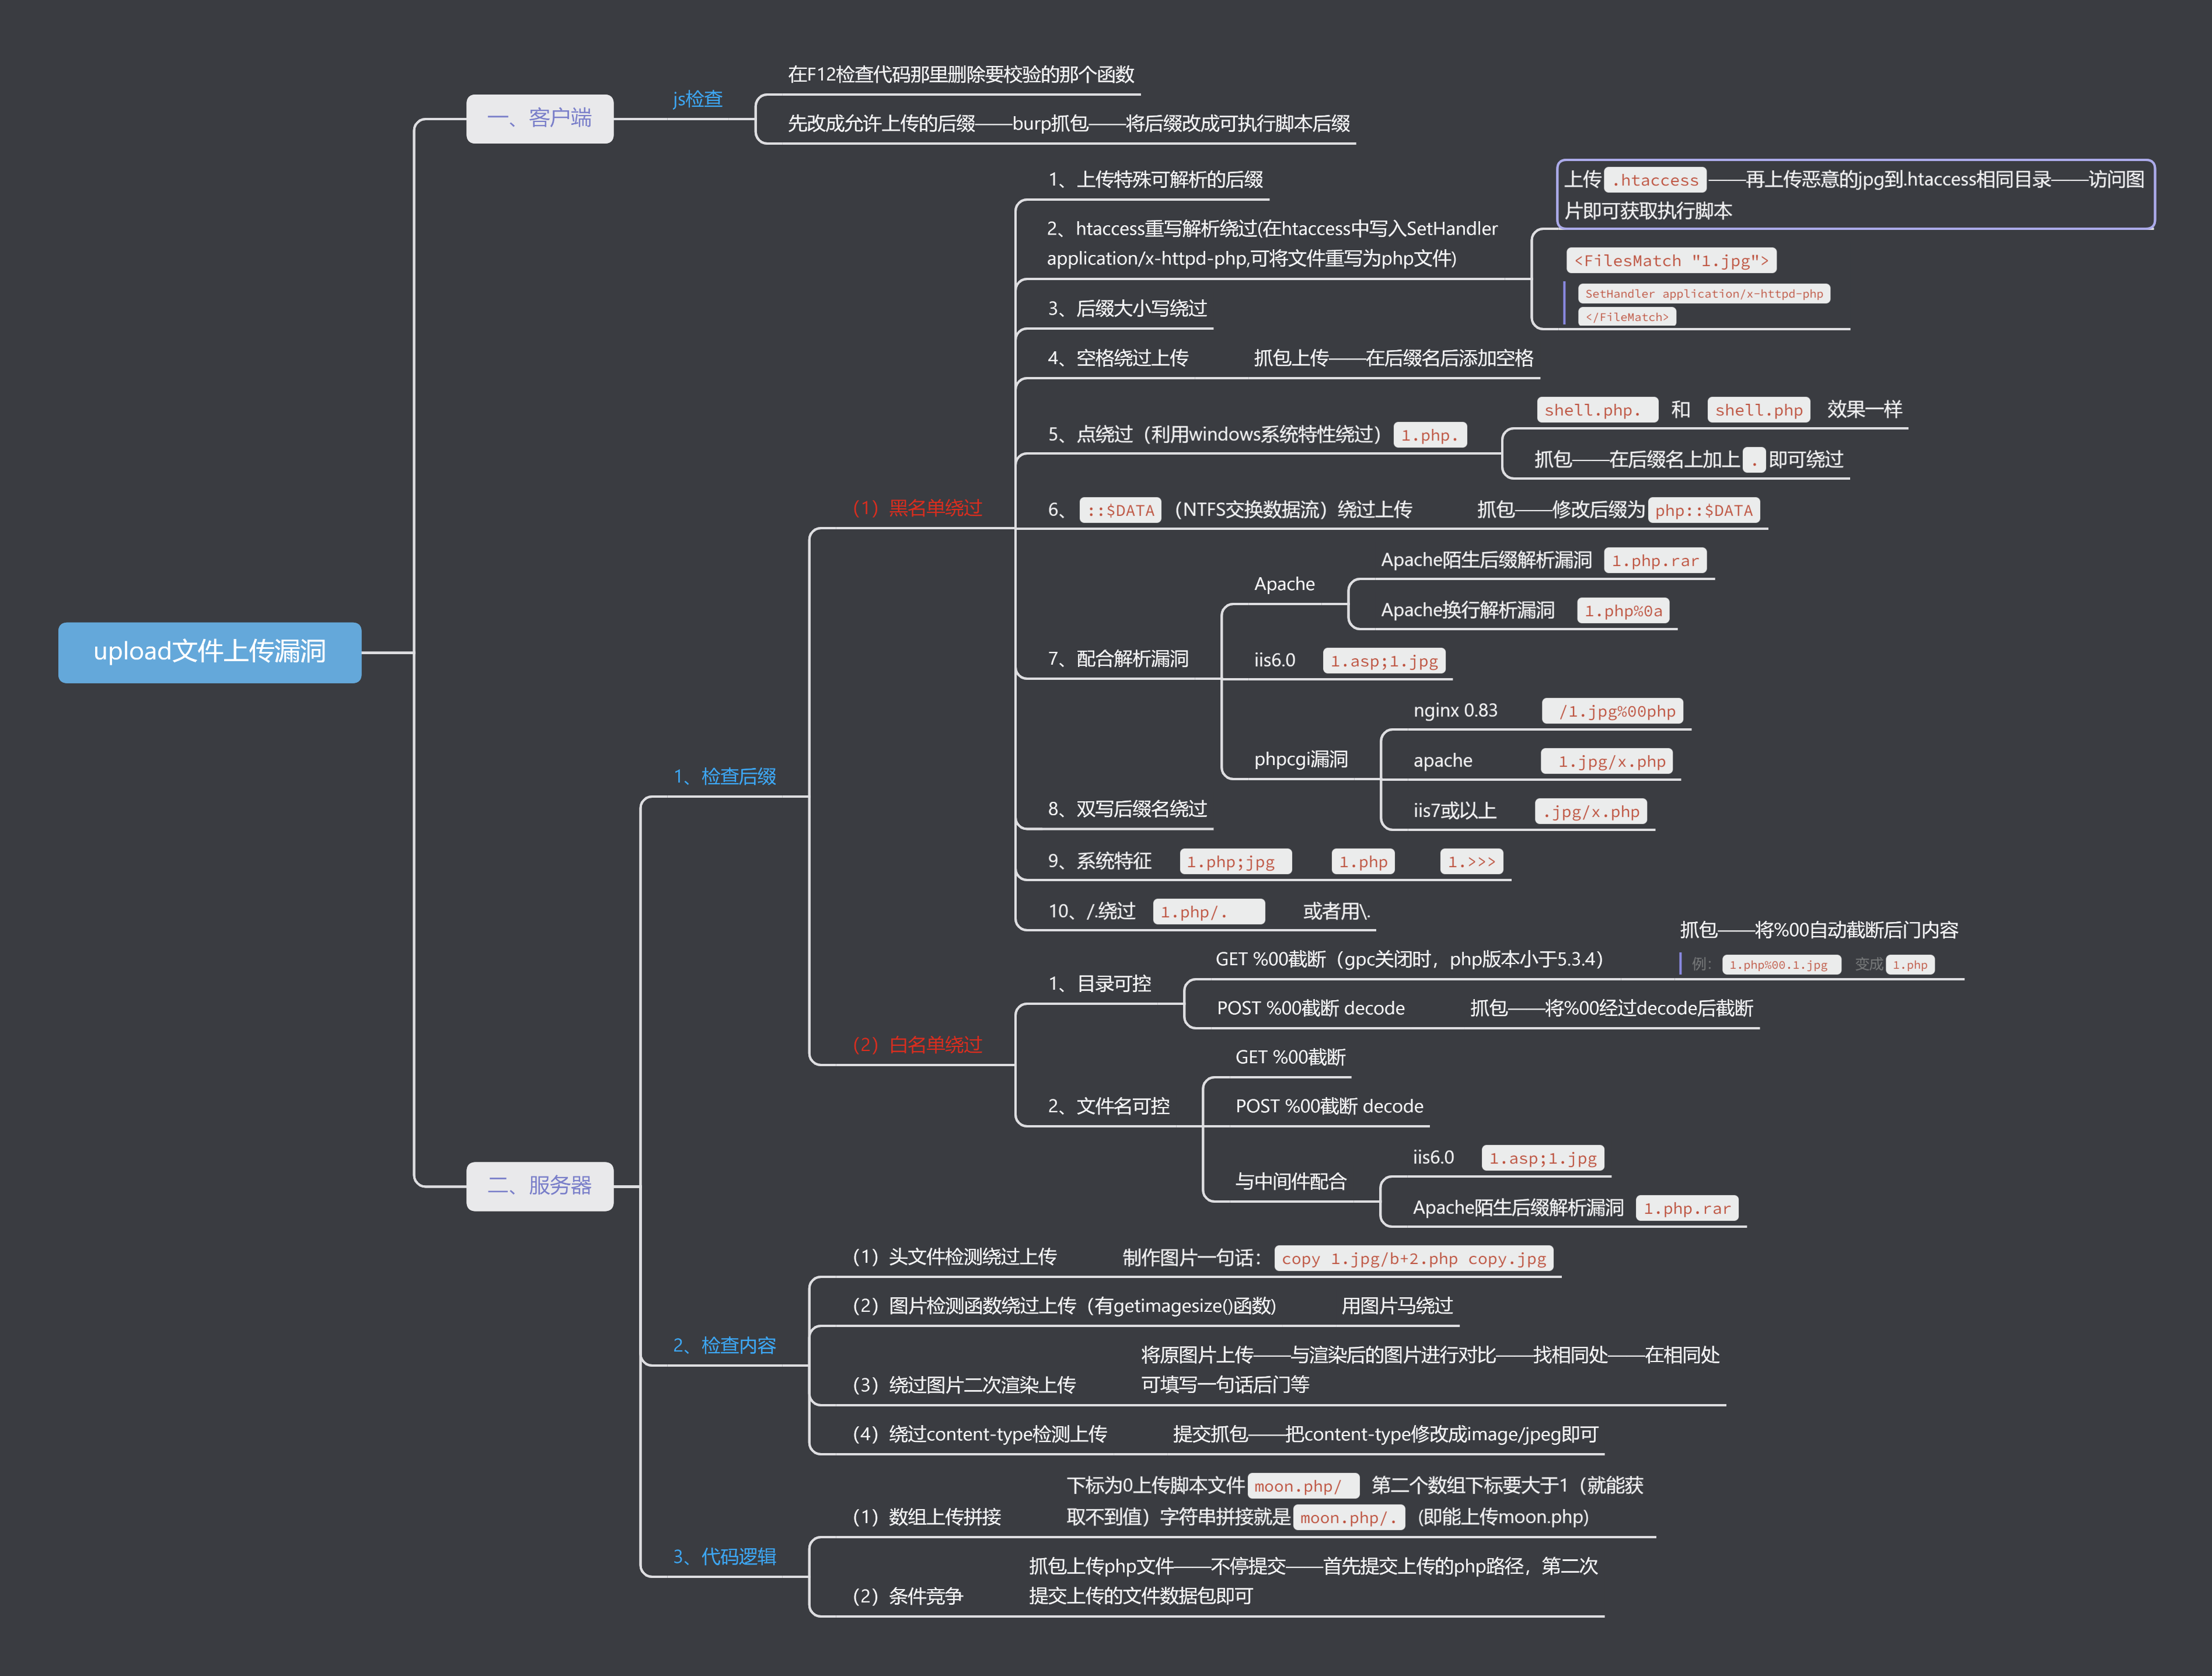 upload文件上传漏洞
一、客户端
js检查
在F12检查代码那里删除要校验的那个函数
先改成允许上传的后缀——burp抓包——将后缀改成可执行脚本后缀
二、服务器
1、检查后缀
（1）黑名单绕过
1、上传特殊可解析的后缀
2、htaccess重写解析绕过(在htaccess中写入SetHandler
application/x-httpd-php,可将文件重写为php文件)
上传 .htaccess ——再上传恶意的jpg到.htaccess相同目录——访问图
片即可获取执行脚本
<FilesMatch "1.jpg">
SetHandler application/x-httpd-php
</FileMatch>
3、后缀大小写绕过
4、空格绕过上传 抓包上传——在后缀名后添加空格
5、点绕过（利用windows系统特性绕过） 1.php.
shell.php. 和 shell.php 效果一样
抓包——在后缀名上加上 . 即可绕过
6、 ::$DATA （NTFS交换数据流）绕过上传 抓包——修改后缀为 php::$DATA
7、配合解析漏洞
Apache
Apache陌生后缀解析漏洞 1.php.rar
Apache换行解析漏洞 1.php%0a
iis6.0 1.asp;1.jpg
phpcgi漏洞
nginx 0.83 /1.jpg%00php
apache 1.jpg/x.php
iis7或以上 .jpg/x.php
8、双写后缀名绕过
9、系统特征 1.php;jpg 1.php 1.>>>
10、/.绕过 1.php/. 或者用\.
（2）白名单绕过
1、目录可控
GET %00截断（gpc关闭时，php版本小于5.3.4）
抓包——将%00自动截断后门内容
例： 1.php%00.1.jpg 变成 1.php
POST %00截断 decode 抓包——将%00经过decode后截断
2、文件名可控
GET %00截断
POST %00截断 decode
与中间件配合
iis6.0 1.asp;1.jpg
Apache陌生后缀解析漏洞 1.php.rar
2、检查内容
（1）头文件检测绕过上传 制作图片一句话： copy 1.jpg/b+2.php copy.jpg
（2）图片检测函数绕过上传（有getimagesize()函数) 用图片马绕过
（3）绕过图片二次渲染上传
将原图片上传——与渲染后的图片进行对比——找相同处——在相同处
可填写一句话后门等
（4）绕过content-type检测上传 提交抓包——把content-type修改成image/jpeg即可
3、代码逻辑
（1）数组上传拼接
下标为0上传脚本文件 moon.php/ 第二个数组下标要大于1（就能获
取不到值）字符串拼接就是 moon.php/. (即能上传moon.php)
（2）条件竞争
抓包上传php文件——不停提交——首先提交上传的php路径，第二次
提交上传的文件数据包即可